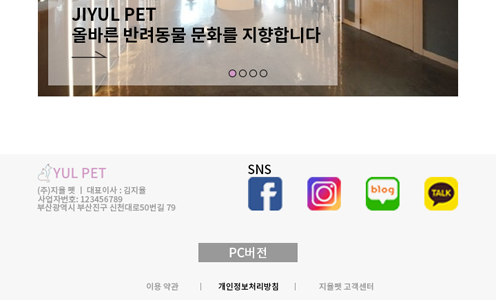 JIYUL PET
올바른 반려동물 문화를 지향합니다
YUL PET
SNS
(주)지율 펫 ㅣ 대표이사 : 김지율
사업자번호: 123456789
부산광역시 부산진구 신천대로50번길 79
blog
TALK
PC버전
이용 약관 | 개인정보처리방침 | 지율펫 고객센터